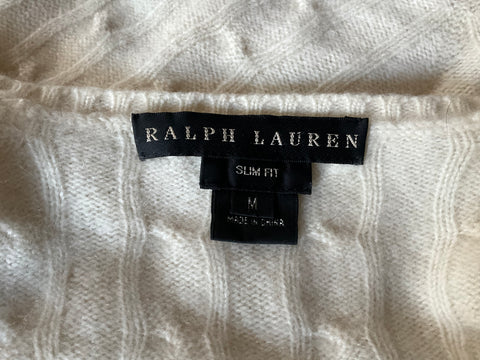 RALPH LAUREN
SLIM FIT
M
MADE IN CHINA